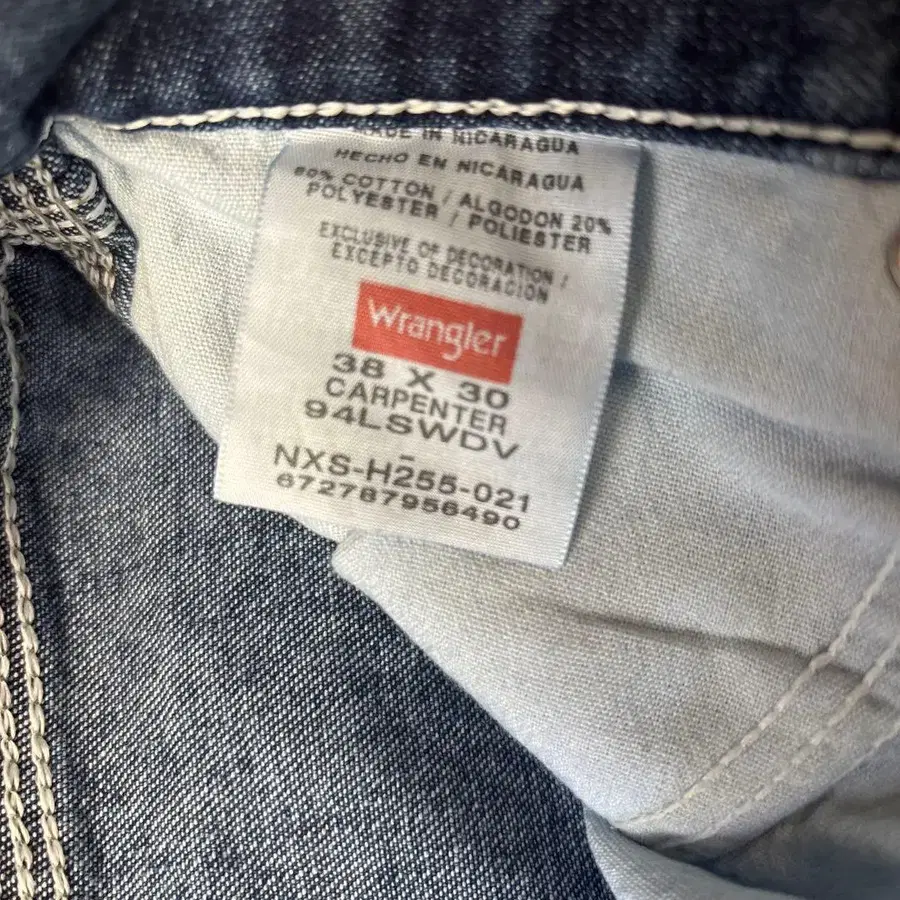 MADE IN NICARAGUA
HECHO EN NICARAGUA
80% COTTON / ALGODON 20%
POLYESTER / POLIESTER
EXCLUSIVE OF DECORATION /
EXCEPTO DECORACION
Wrangler
38 X 30
CARPENTER
94LSWDV
-
NXS-H255-021
672787956490